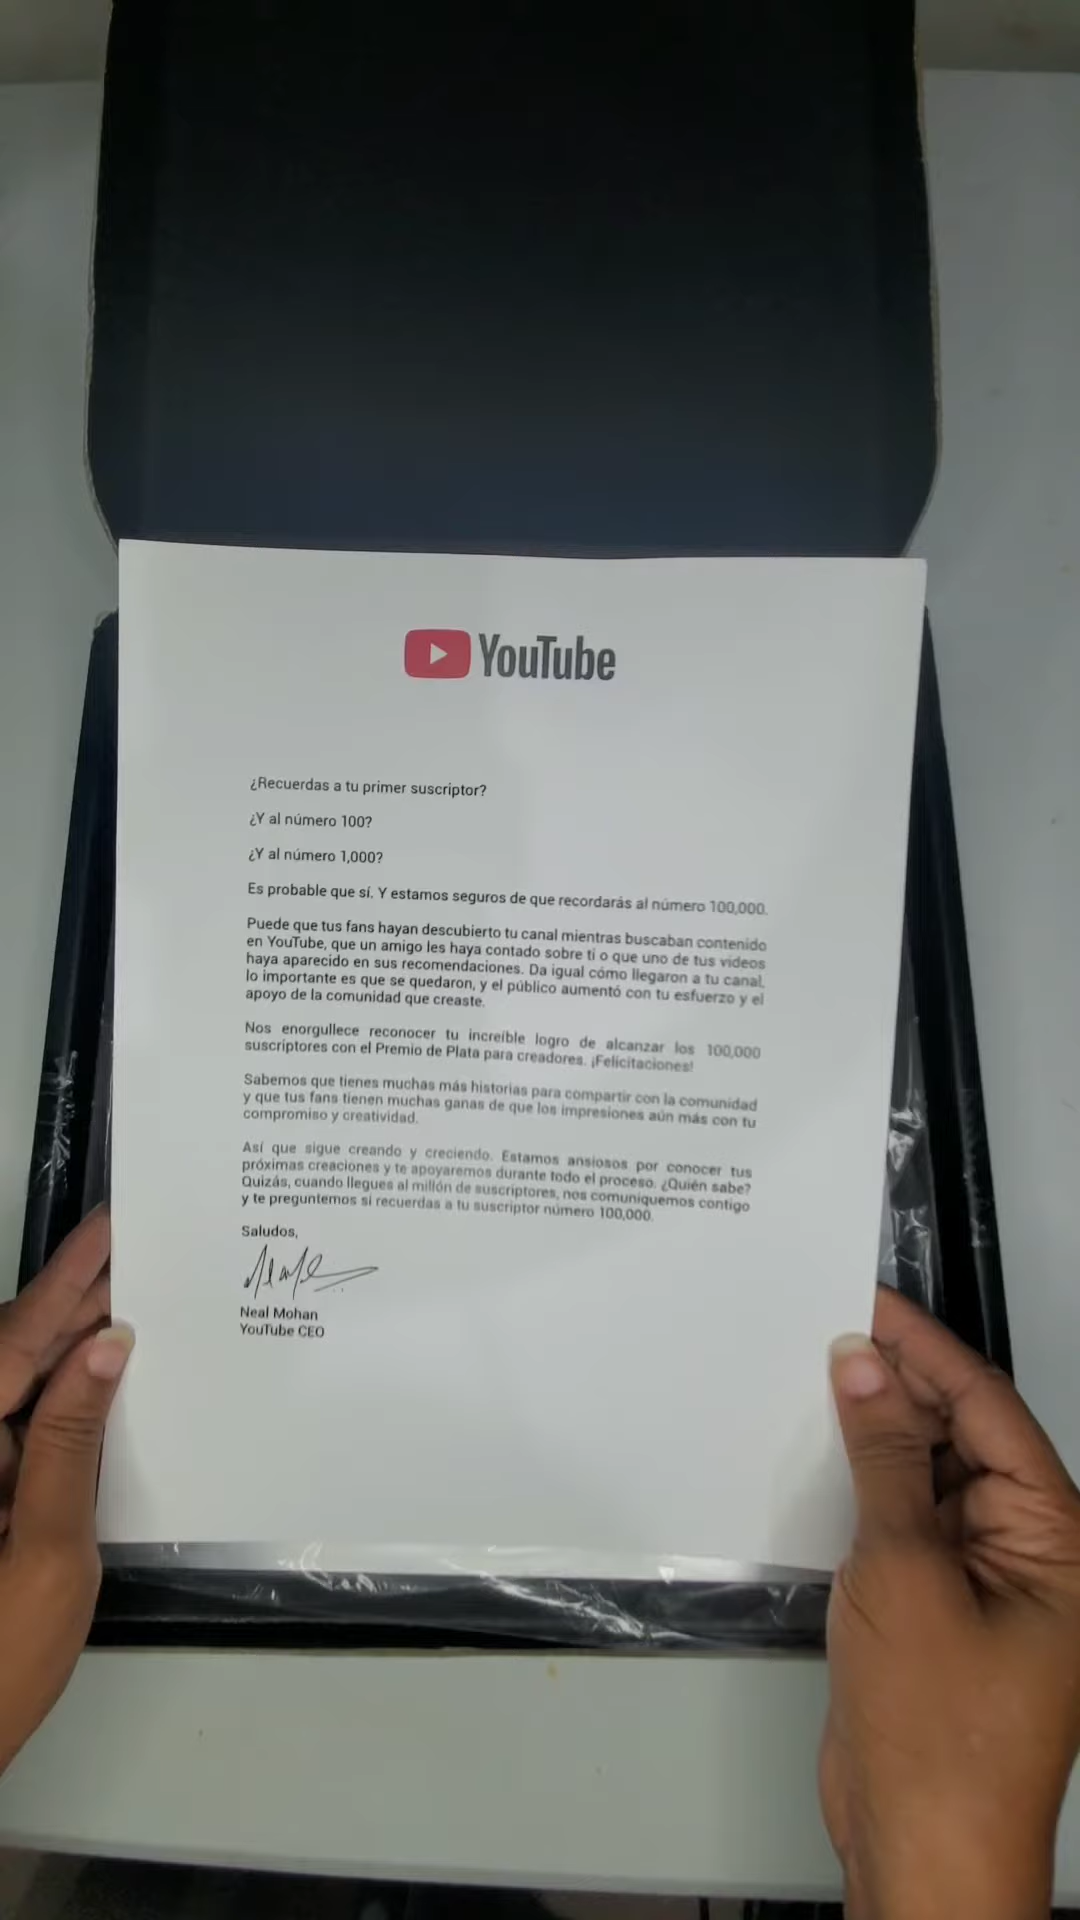 YouTube
¿Recuerdas a tu primer suscriptor?
¿Y al número 100?
¿Y al número 1,000?
Es probable que sí. Y estamos seguros de que recordarás al número 100,000.
Puede que tus fans hayan descubierto tu canal mientras buscaban contenido
en YouTube, que un amigo les haya contado sobre ti o que uno de tus videos
haya aparecido en sus recomendaciones. Da igual cómo llegaron a tu canal,
lo importante es que se quedaron, y el público aumentó con tu esfuerzo y el
apoyo de la comunidad que creaste.
Nos enorgullece reconocer tu increíble logro de alcanzar los 100,000
suscriptores con el Premio de Plata para creadores. ¡Felicitaciones!
Sabemos que tienes muchas más historias para compartir con la comunidad
y que tus fans tienen muchas ganas de que los impresiones aún más con tu
compromiso y creatividad.
Así que sigue creando y creciendo. Estamos ansiosos por conocer tus
próximas creaciones y te apoyaremos durante todo el proceso. ¿Quién sabe?
Quizás, cuando llegues al millón de suscriptores, nos comuniquemos contigo
y te preguntemos si recuerdas a tu suscriptor número 100,000.
Saludos,
Neal Mohan
YouTube CEO